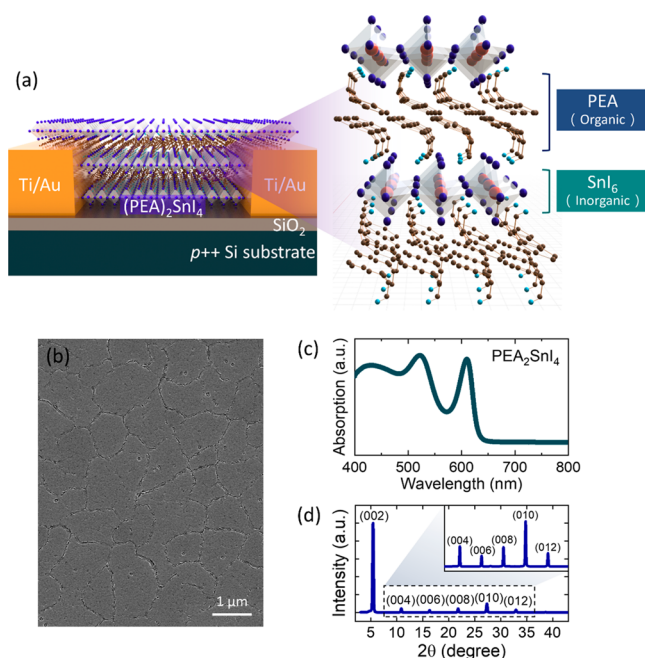 (a)
PEA
( Organic )
SnI6
( Inorganic )
Ti/Au
Ti/Au
(PEA)2SnI4
SiO2
p++ Si substrate
(b)
1 μm
(c)
PEA2SnI4
Absorption (a.u.)
400 500 600 700 800
Wavelength (nm)
(d)
Intensity (a.u.)
(002)
(004) (006) (008) (010) (012)
(004) (006) (008) (010) (012)
5 10 15 20 25 30 35 40
2θ (degree)